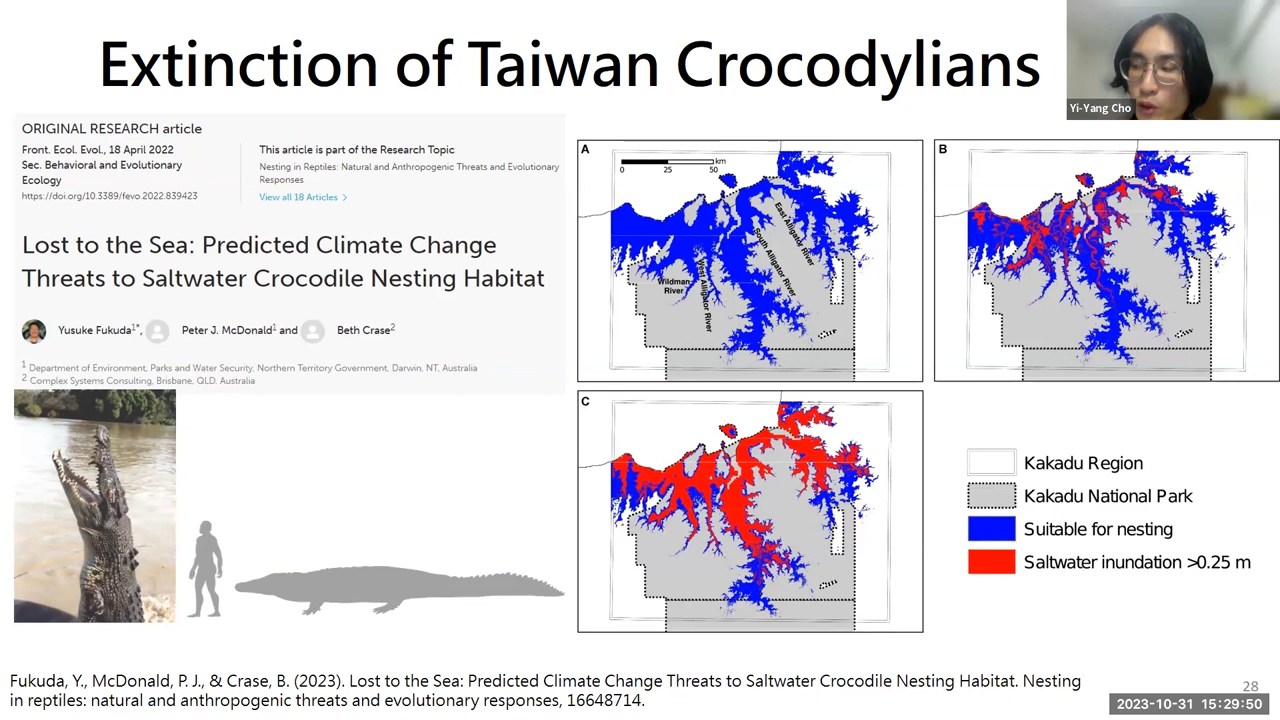 Extinction of Taiwan Crocodylians
Yi-Yang Cho
ORIGINAL RESEARCH article
Front. Ecol. Evol., 18 April 2022
Sec. Behavioral and Evolutionary
Ecology
https://doi.org/10.3389/fevo.2022.839423
This article is part of the Research Topic
Nesting in Reptiles: Natural and Anthropogenic Threats and Evolutionary
Responses
View all 18 Articles >
Lost to the Sea: Predicted Climate Change
Threats to Saltwater Crocodile Nesting Habitat
Yusuke Fukuda1*, Peter J. McDonald1 and Beth Crase2
1 Department of Environment, Parks and Water Security, Northern Territory Government, Darwin, NT, Australia
2 Complex Systems Consulting, Brisbane, QLD, Australia
A
km
0 25 50
East Alligator River
South Alligator River
West Alligator River
Wildman
River
B
C
Kakadu Region
Kakadu National Park
Suitable for nesting
Saltwater inundation >0.25 m
Fukuda, Y., McDonald, P. J., & Crase, B. (2023). Lost to the Sea: Predicted Climate Change Threats to Saltwater Crocodile Nesting Habitat. Nesting
in reptiles: natural and anthropogenic threats and evolutionary responses, 16648714.
28
2023-10-31 15:29:50